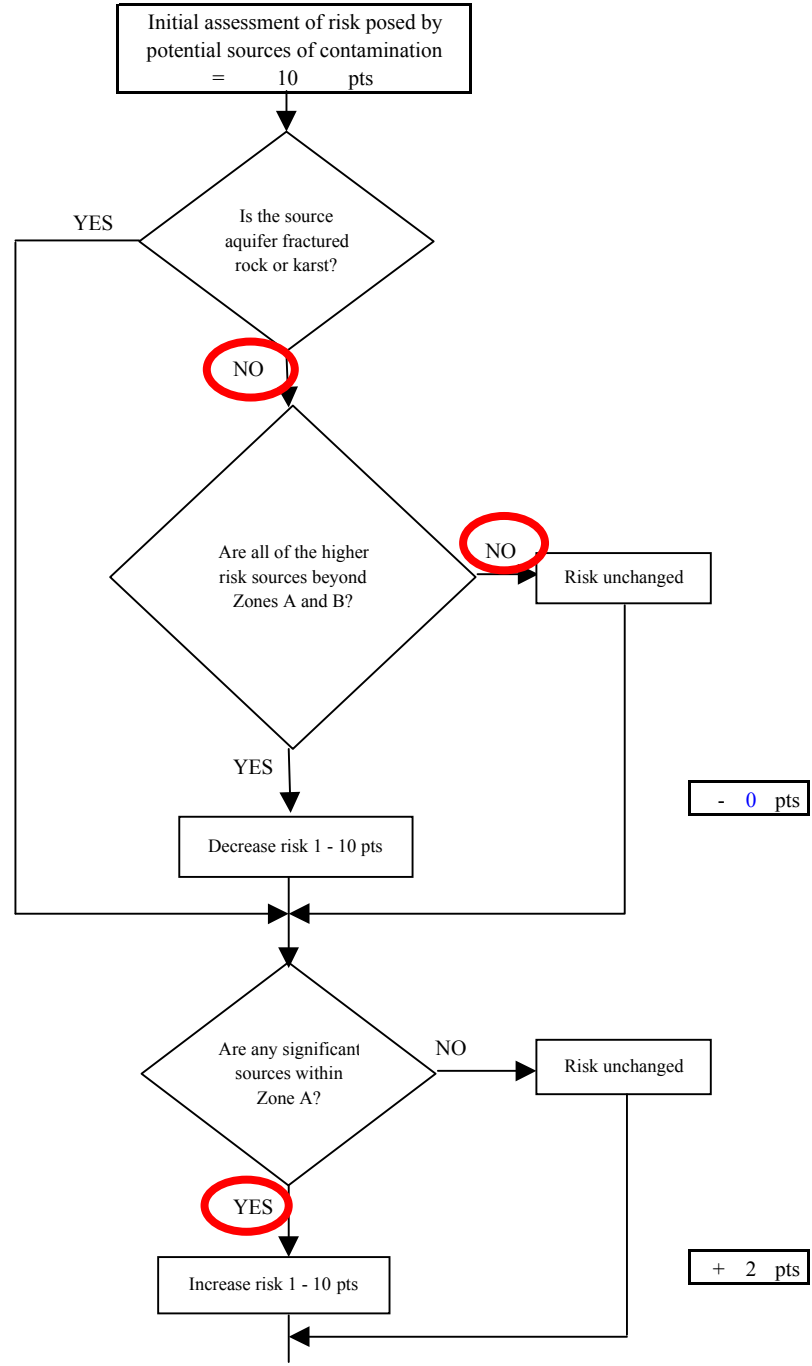 Initial assessment of risk posed by
potential sources of contamination
= 10 pts
YES
Is the source
aquifer fractured
rock or karst?
NO
Are all of the higher
risk sources beyond
Zones A and B?
NO
Risk unchanged
YES
- 0 pts
Decrease risk 1 - 10 pts
Are any significant
sources within
Zone A?
NO
Risk unchanged
YES
+ 2 pts
Increase risk 1 - 10 pts